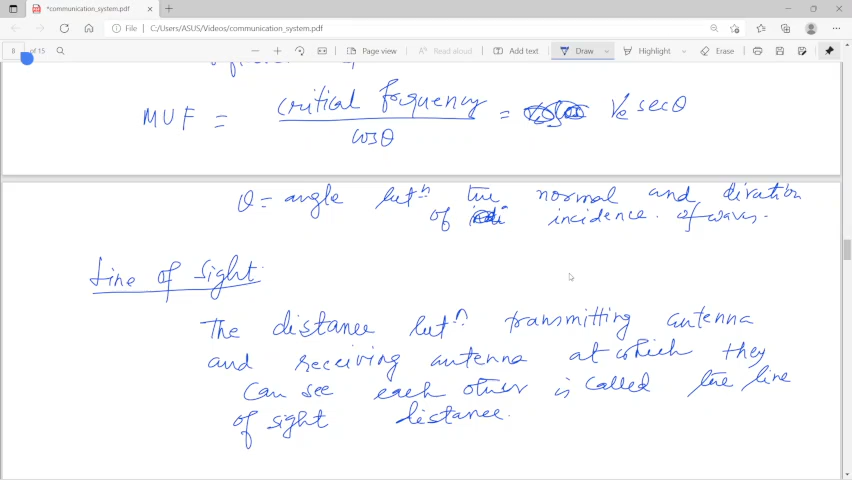 *communication_system.pdf
File
C:/Users/ASUS/Videos/communication_system.pdf
8 of 15
Page view
Read aloud
Add text
Draw
Highlight
Erase
MUF = critical frequency / cosθ = Vc secθ
θ = angle betⁿ the normal and diration
of incidence of waves.
Line of Sight
The distance betⁿ transmitting antenna
and receiving antenna at which they
can see each other is called the line
of sight distance.